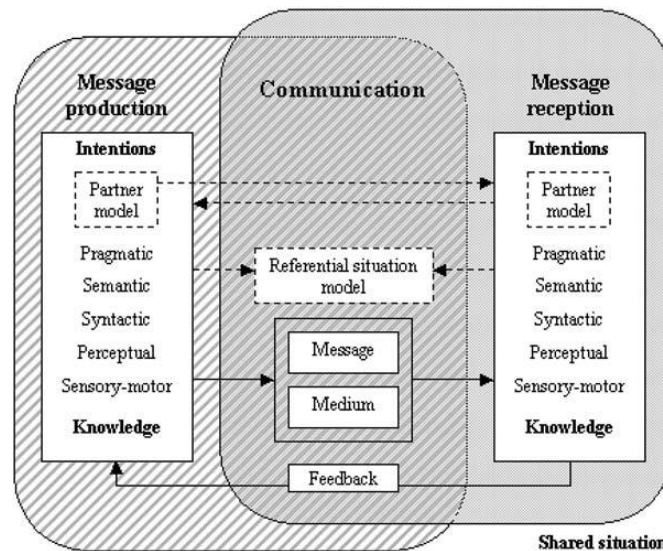 Message
production
Communication
Message
reception
Intentions
Partner
model
Pragmatic
Semantic
Syntactic
Perceptual
Sensory-motor
Knowledge
Referential situation
model
Message
Medium
Feedback
Intentions
Partner
model
Pragmatic
Semantic
Syntactic
Perceptual
Sensory-motor
Knowledge
Shared situation